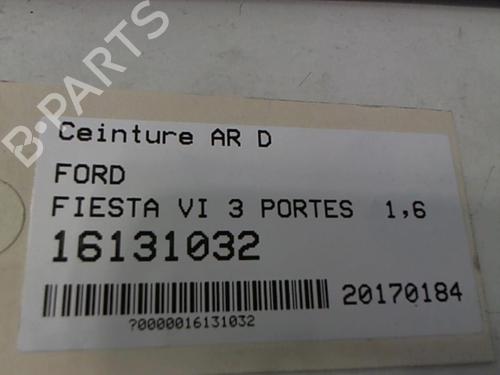 B-PARTS
Ceinture AR D
FORD
FIESTA VI 3 PORTES 1,6
16131032
20170184
?0000016131032